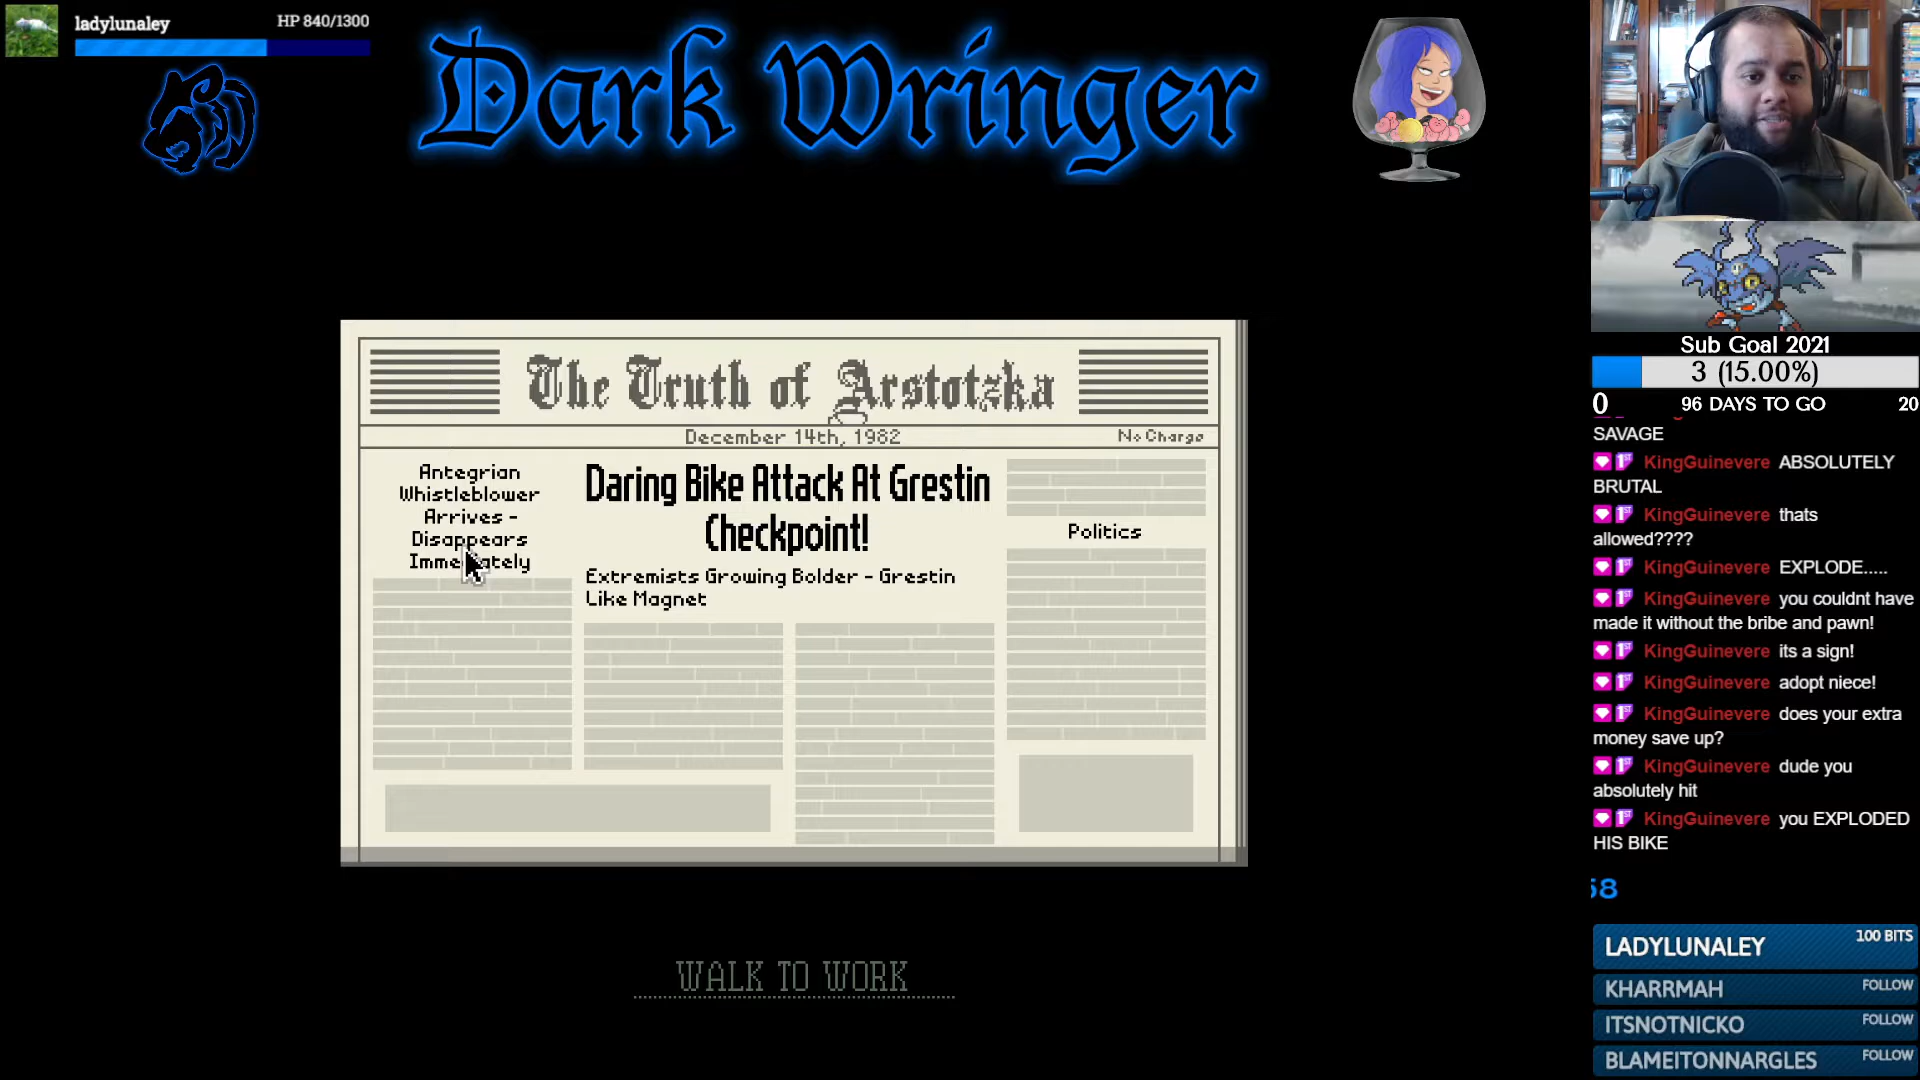 ladylunaley
HP 840/1300
Dark Wringer
The Truth of Arstotzka
December 14th, 1982
No Charge
Antegrian
Whistleblower
Arrives -
Disappears
Immediately
Daring Bike Attack At Grestin
Checkpoint!
Extremists Growing Bolder - Grestin
Like Magnet
Politics
WALK TO WORK
Sub Goal 2021
3 (15.00%)
0
96 DAYS TO GO
20
SAVAGE
KingGuinevere ABSOLUTELY
BRUTAL
KingGuinevere thats
allowed????
KingGuinevere EXPLODE.....
KingGuinevere you couldnt have
made it without the bribe and pawn!
KingGuinevere its a sign!
KingGuinevere adopt niece!
KingGuinevere does your extra
money save up?
KingGuinevere dude you
absolutely hit
KingGuinevere you EXPLODED
HIS BIKE
58
LADYLUNALEY
100 BITS
KHARRMAH
FOLLOW
ITSNOTNICKO
FOLLOW
BLAMEITONNARGLES
FOLLOW